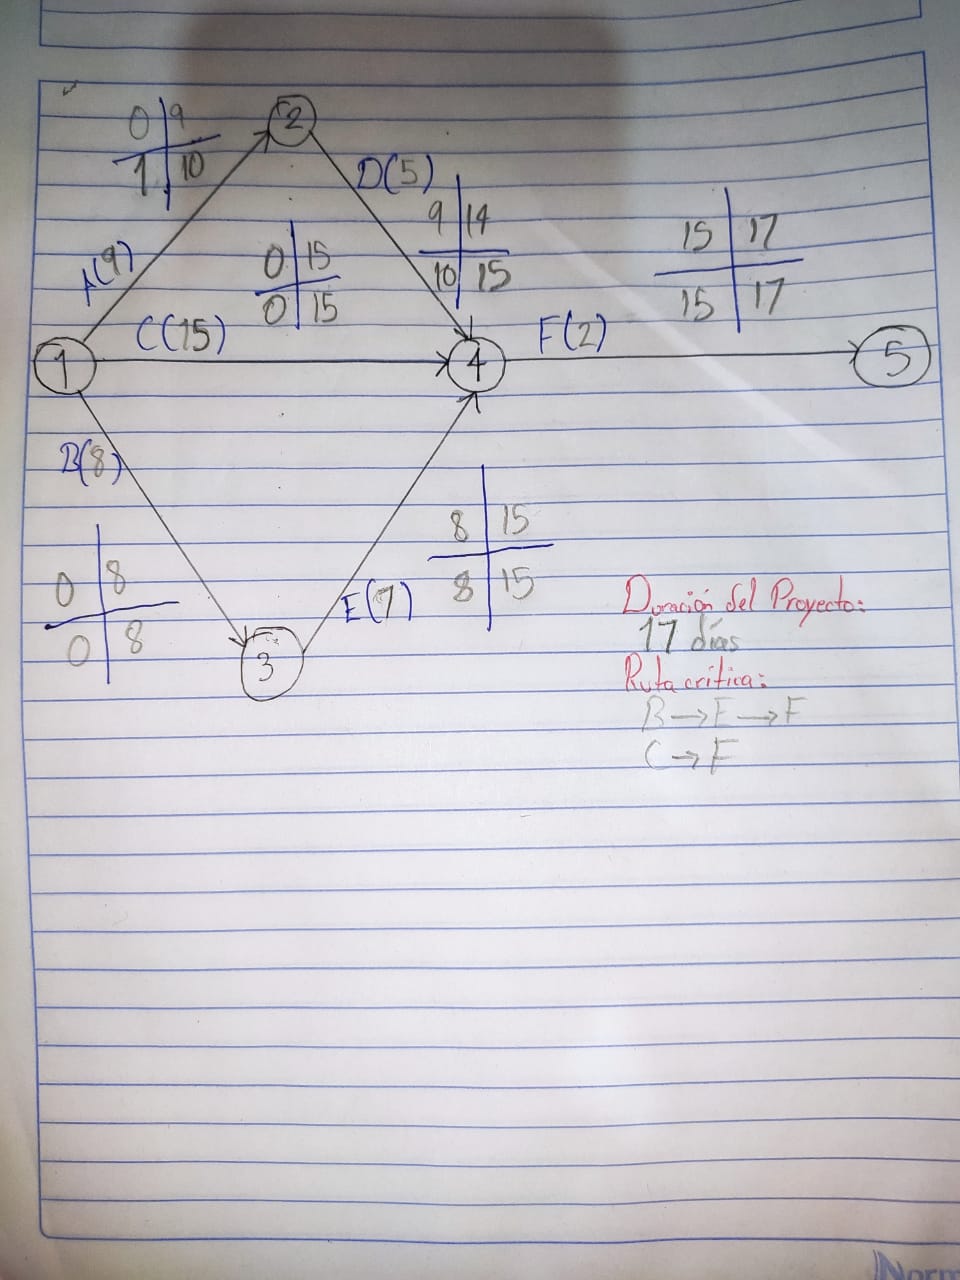 0 9
1 10
2
D(5)
9 14
10 15
A(9)
0 15
0 15
15 17
15 17
C(15)
F(2)
1
4
5
B(8)
8 15
8 15
0 8
0 8
E(7)
3
Duración del Proyecto:
17 días
Ruta crítica:
B→E→F
C→F
Norm